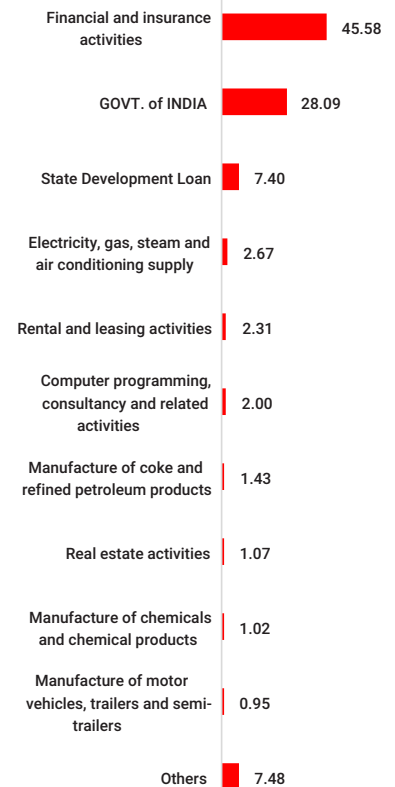 Financial and insurance
activities
45.58
GOVT. of INDIA
28.09
State Development Loan
7.40
Electricity, gas, steam and
air conditioning supply
2.67
Rental and leasing activities
2.31
Computer programming,
consultancy and related
activities
2.00
Manufacture of coke and
refined petroleum products
1.43
Real estate activities
1.07
Manufacture of chemicals
and chemical products
1.02
Manufacture of motor
vehicles, trailers and semi-
trailers
0.95
Others
7.48